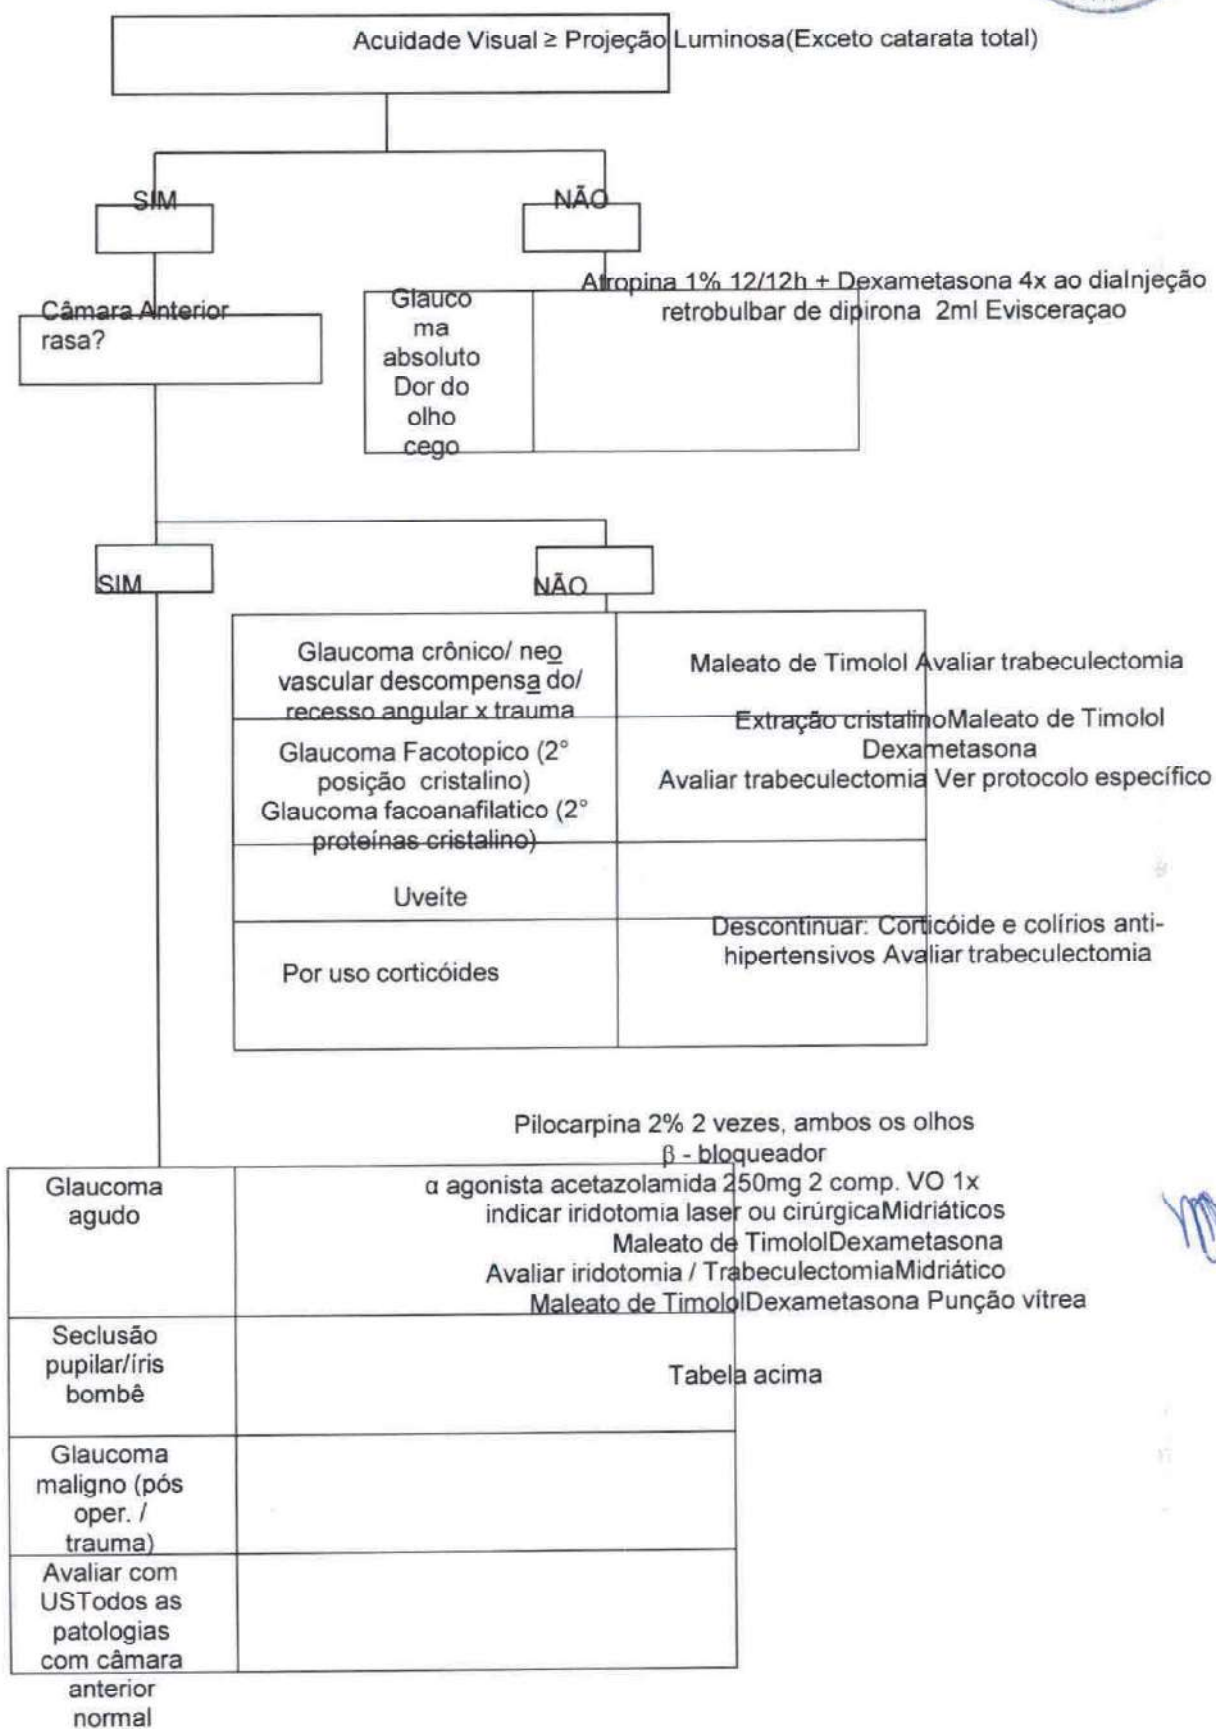 Acuidade Visual ≥ Projeção Luminosa(Exceto catarata total)
SIM
NÃO
Câmara Anterior
rasa?
Glauco
ma
absoluto
Dor do
olho
cego
Atropina 1% 12/12h + Dexametasona 4x ao diaInjeção
retrobulbar de dipirona 2ml Evisceraçao
SIM
NÃO
Glaucoma crônico/ neo
vascular descompensa do/
recesso angular x trauma
Maleato de Timolol Avaliar trabeculectomia
Glaucoma Facotopico (2°
posição cristalino)
Glaucoma facoanafilatico (2°
proteínas cristalino)
Extração cristalinoMaleato de Timolol
Dexametasona
Avaliar trabeculectomia Ver protocolo específico
Uveíte
Por uso corticóides
Descontinuar: Corticóide e colírios anti-
hipertensivos Avaliar trabeculectomia
Pilocarpina 2% 2 vezes, ambos os olhos
β - bloqueador
α agonista acetazolamida 250mg 2 comp. VO 1x
indicar iridotomia laser ou cirúrgicaMidriáticos
Maleato de TimololDexametasona
Avaliar iridotomia / TrabeculectomiaMidriático
Maleato de TimololDexametasona Punção vítrea
Glaucoma
agudo
Seclusão
pupilar/íris
bombê
Tabela acima
Glaucoma
maligno (pós
oper. /
trauma)
Avaliar com
USTodos as
patologias
com câmara
anterior
normal